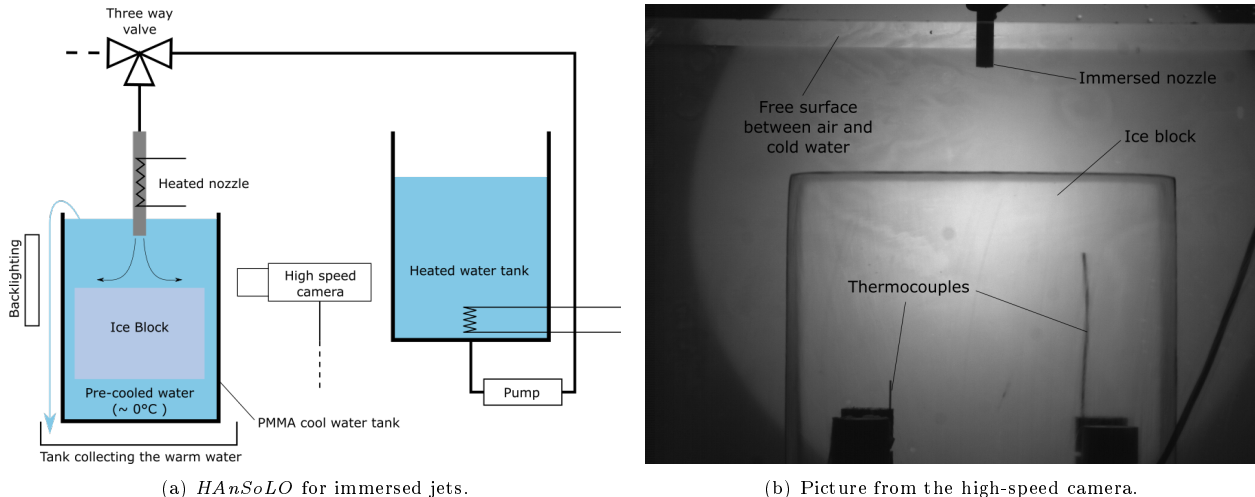 Three way
valve
Heated nozzle
Backlighting
High speed
camera
Heated water tank
Ice Block
Pre-cooled water
(~ 0°C )
Pump
PMMA cool water tank
Tank collecting the warm water
(a) HAnSoLO for immersed jets.
Immersed nozzle
Free surface
between air and
cold water
Ice block
Thermocouples
(b) Picture from the high-speed camera.